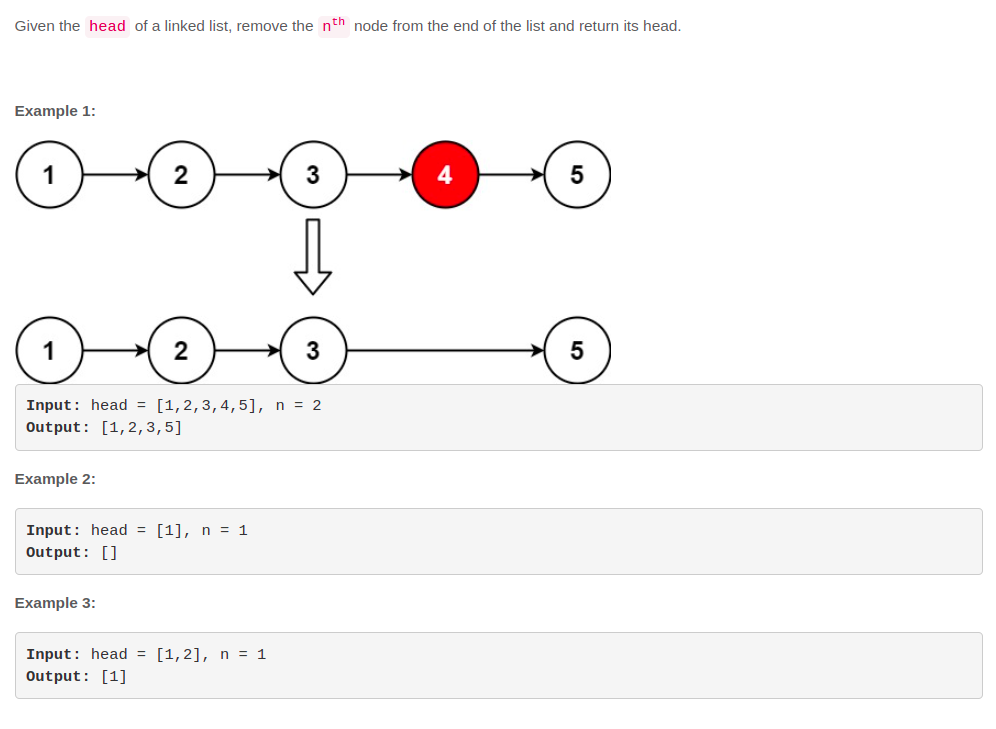 Given the head of a linked list, remove the nth node from the end of the list and return its head.
Example 1:
1 2 3 4 5
1 2 3 5
Input: head = [1,2,3,4,5], n = 2
Output: [1,2,3,5]
Example 2:
Input: head = [1], n = 1
Output: []
Example 3:
Input: head = [1,2], n = 1
Output: [1]